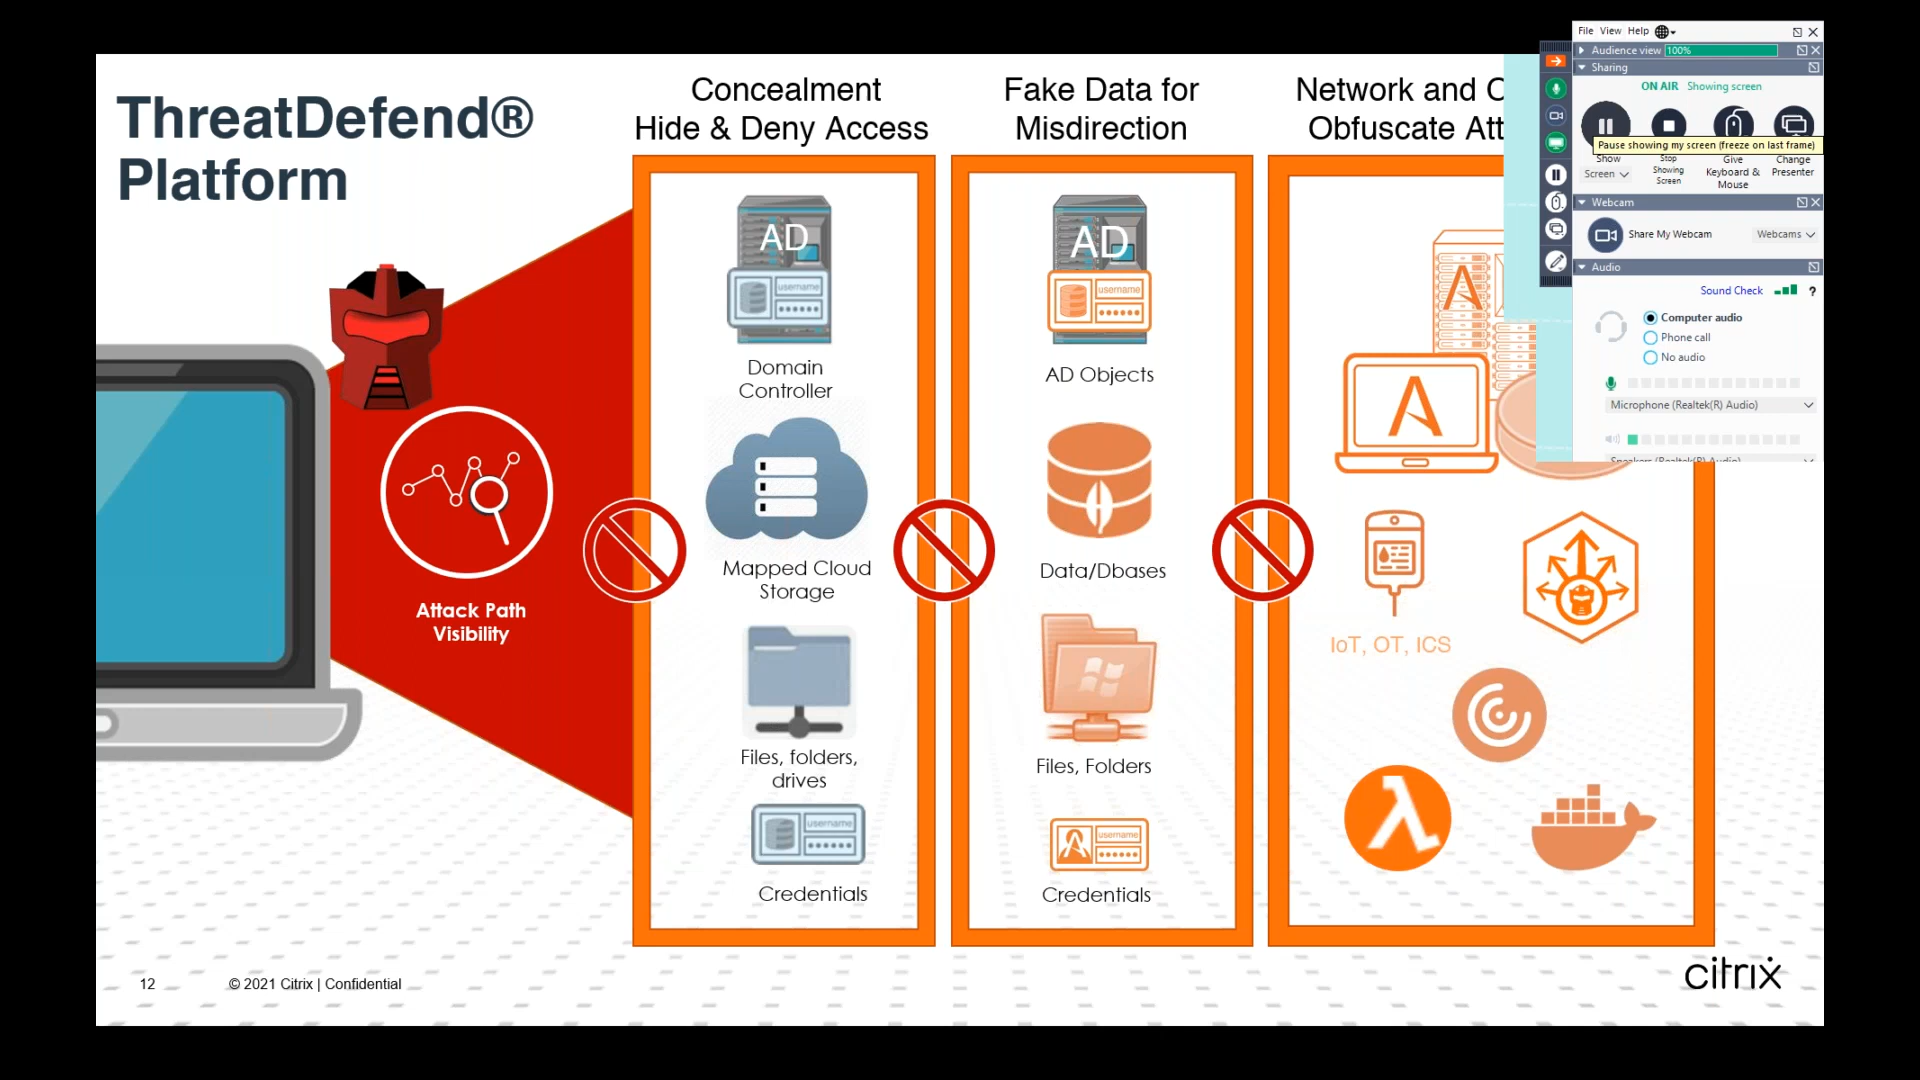 ThreatDefend®
Platform
Concealment
Hide & Deny Access
Fake Data for
Misdirection
Network and C
Obfuscate Att
AD
username
Domain
Controller
Mapped Cloud
Storage
Files, folders,
drives
username
Credentials
AD
username
AD Objects
Data/Dbases
Files, Folders
username
Credentials
IoT, OT, ICS
Attack Path
Visibility
12
© 2021 Citrix | Confidential
citrix
File View Help
Audience view 100%
Sharing
ON AIR Showing screen
Pause showing my screen (freeze on last frame)
Show
Screen
Stop
Showing
Screen
Give
Keyboard &
Mouse
Change
Presenter
Webcam
Share My Webcam
Webcams
Audio
Sound Check
?
Computer audio
Phone call
No audio
Microphone (Realtek(R) Audio)
Speakers (Realtek(R) Audio)